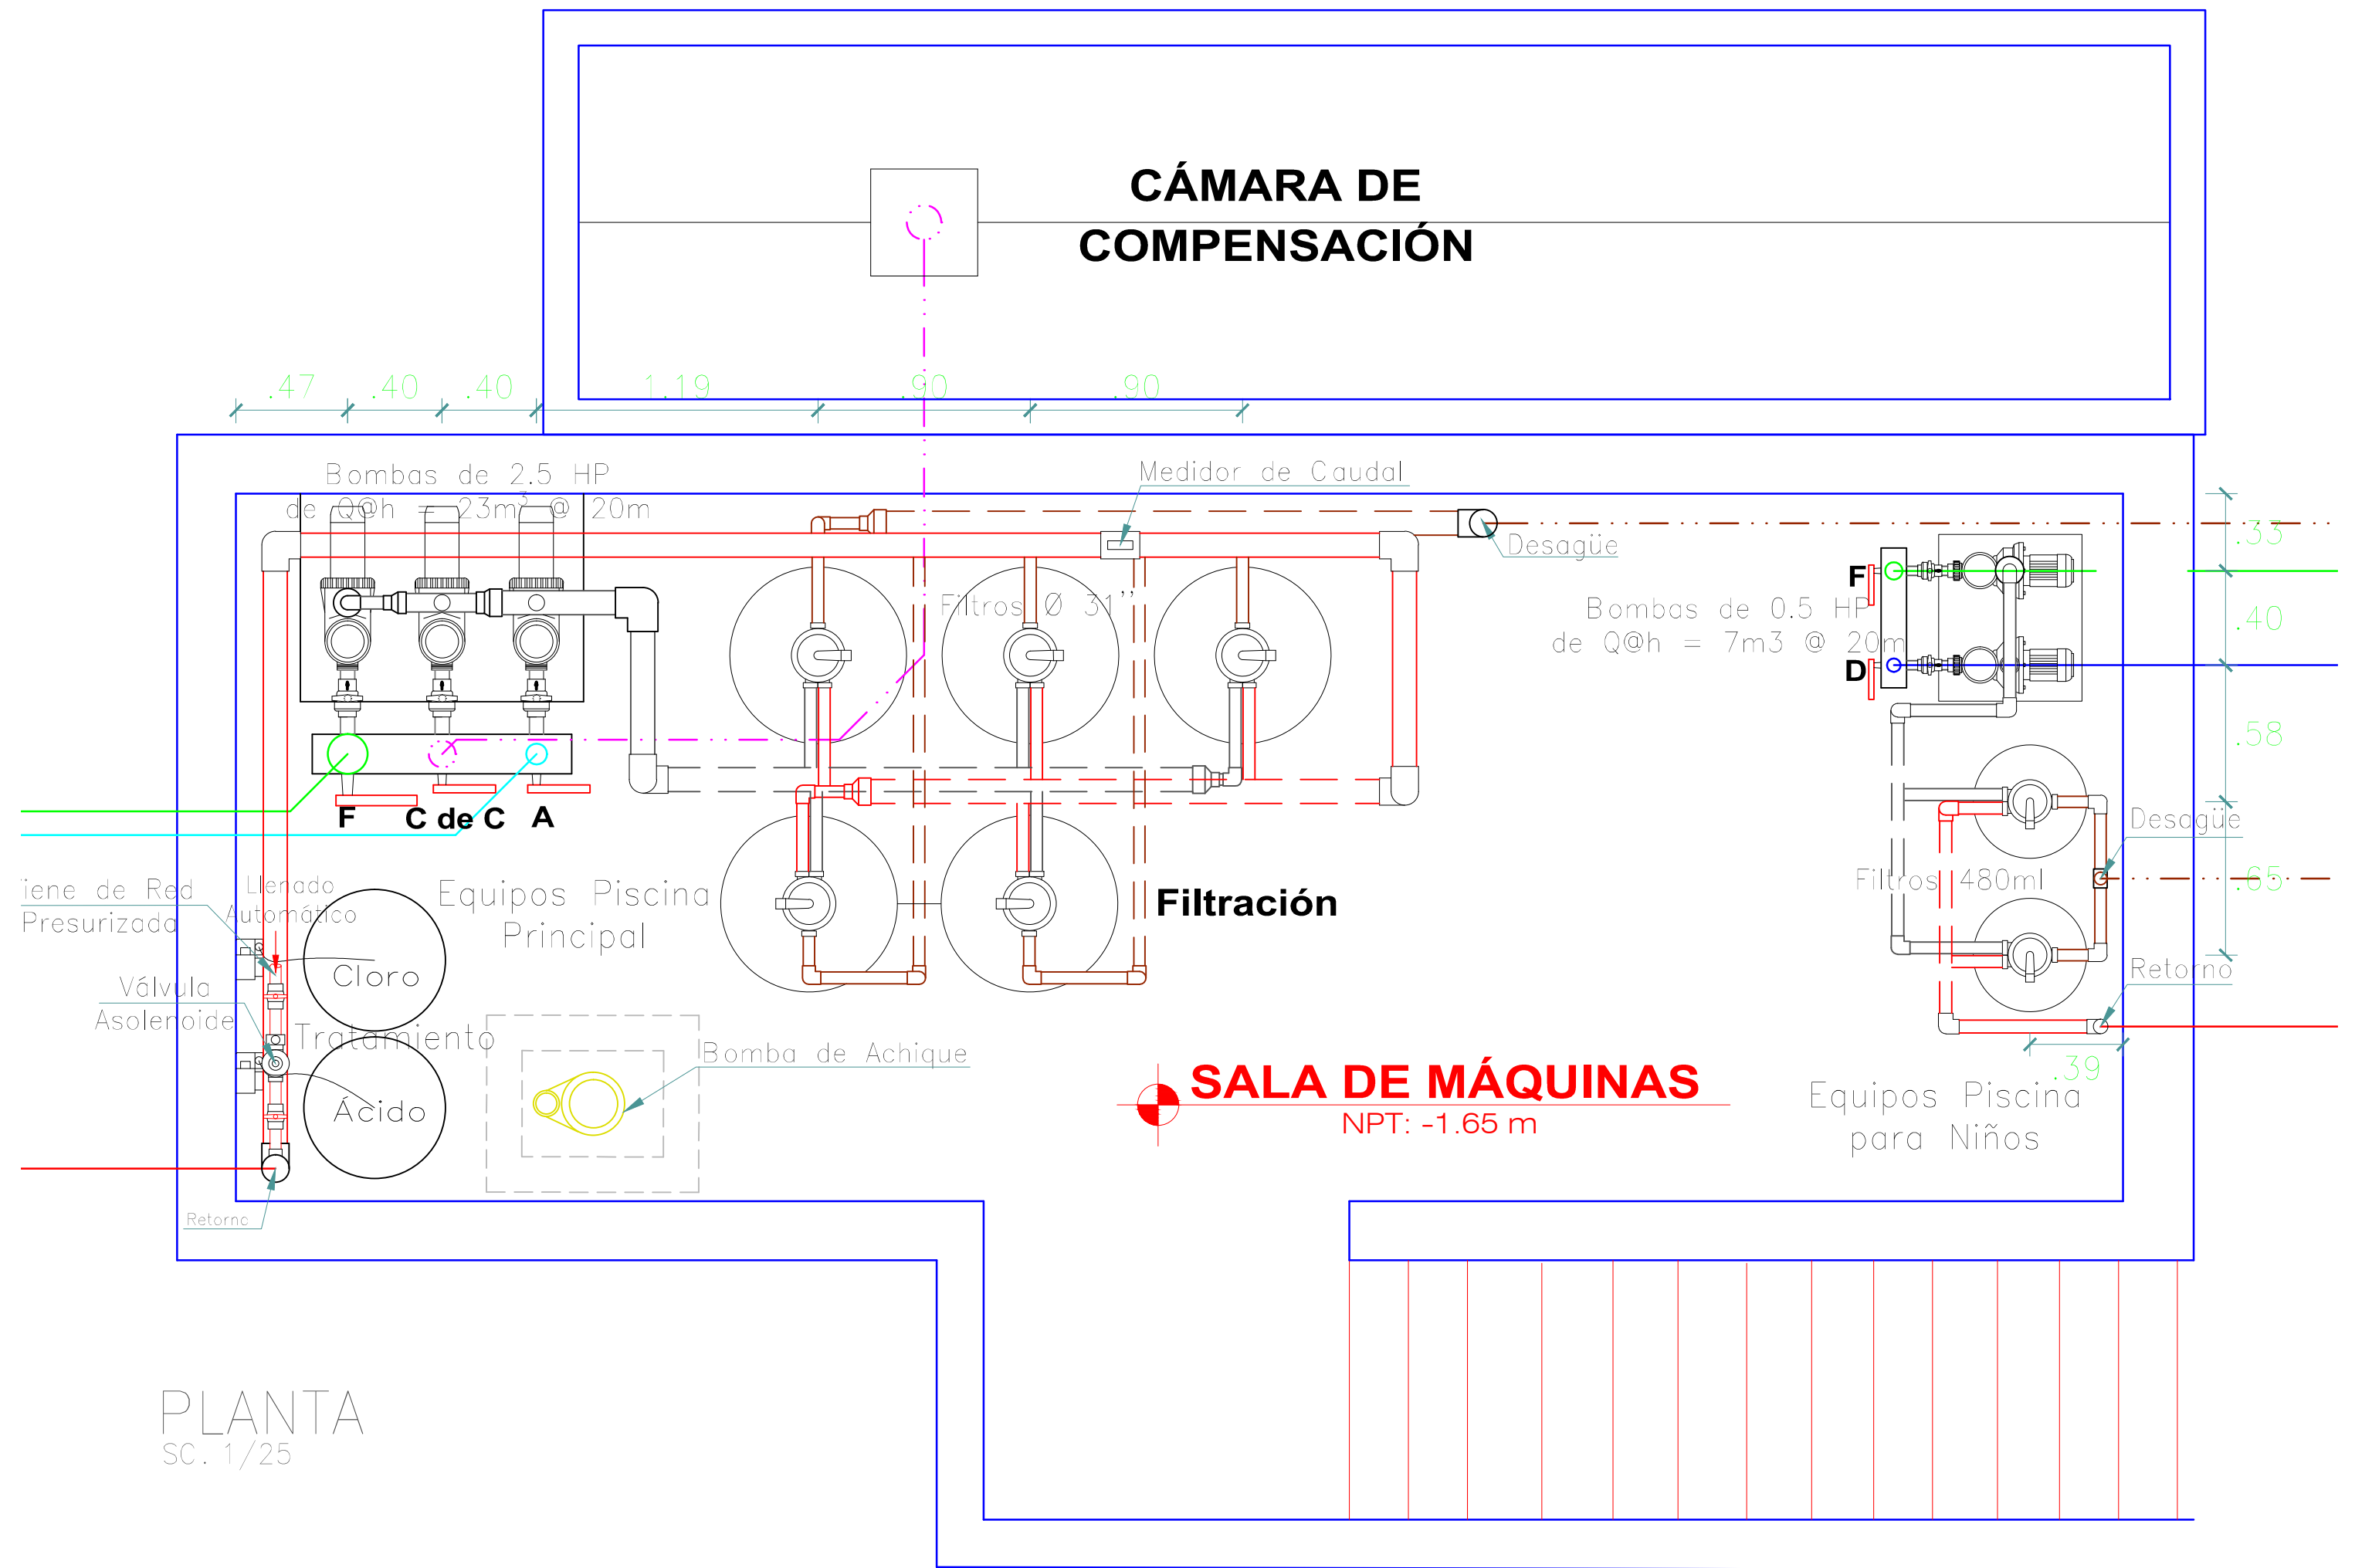 CÁMARA DE
COMPENSACIÓN
.47 .40 .40 1.19 .90 .90
Bombas de 2.5 HP
de Q@h = 23m3 @ 20m
Medidor de Caudal
Desagüe
.33
Filtros Ø 31''
F
Bombas de 0.5 HP
de Q@h = 7m3 @ 20m
.40
D
.58
F C de C A
Desagüe
Equipos Piscina
Principal
Filtración
Filtros 480ml
.65
iene de Red
Presurizada
Llenado
Automático
Cloro
Válvula
Asolenoide
Retorno
Tratamiento
Bomba de Achique
Ácido
SALA DE MÁQUINAS
NPT: -1.65 m
.39
Equipos Piscina
para Niños
Retorno
PLANTA
SC. 1/25